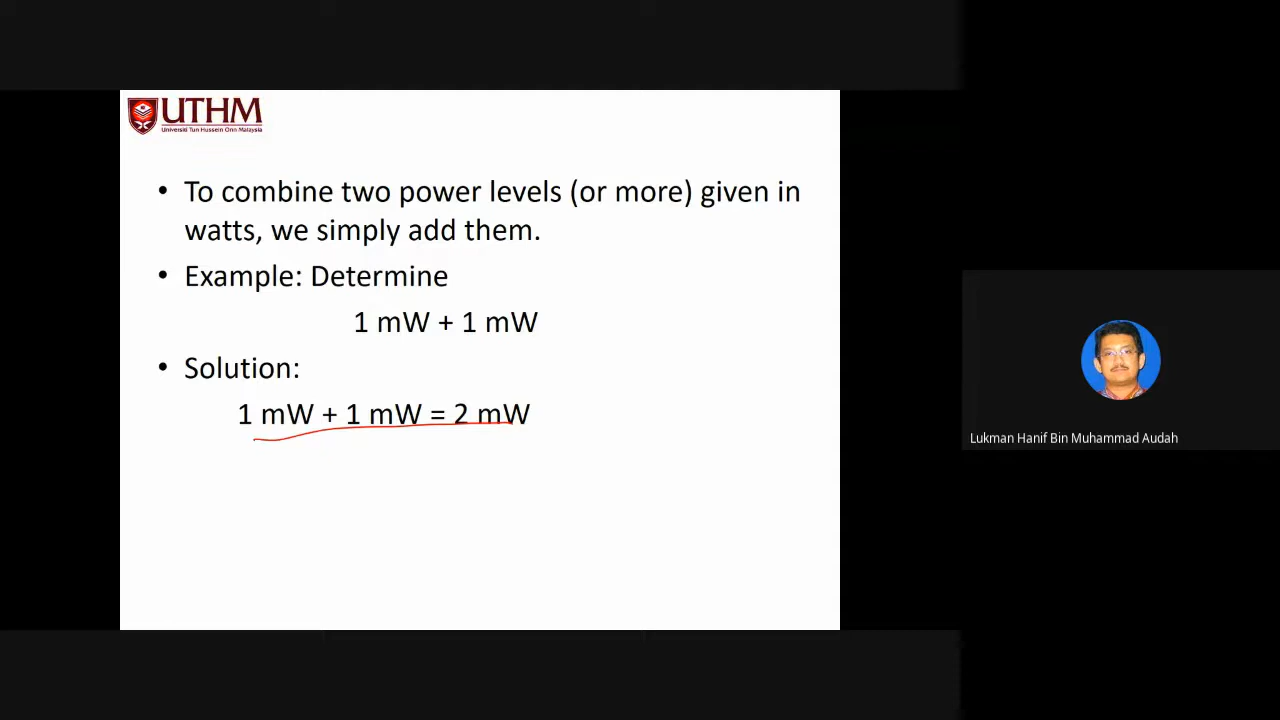 UTHM
Universiti Tun Hussein Onn Malaysia
• To combine two power levels (or more) given in
watts, we simply add them.
• Example: Determine
1 mW + 1 mW
• Solution:
1 mW + 1 mW = 2 mW
Lukman Hanif Bin Muhammad Audah